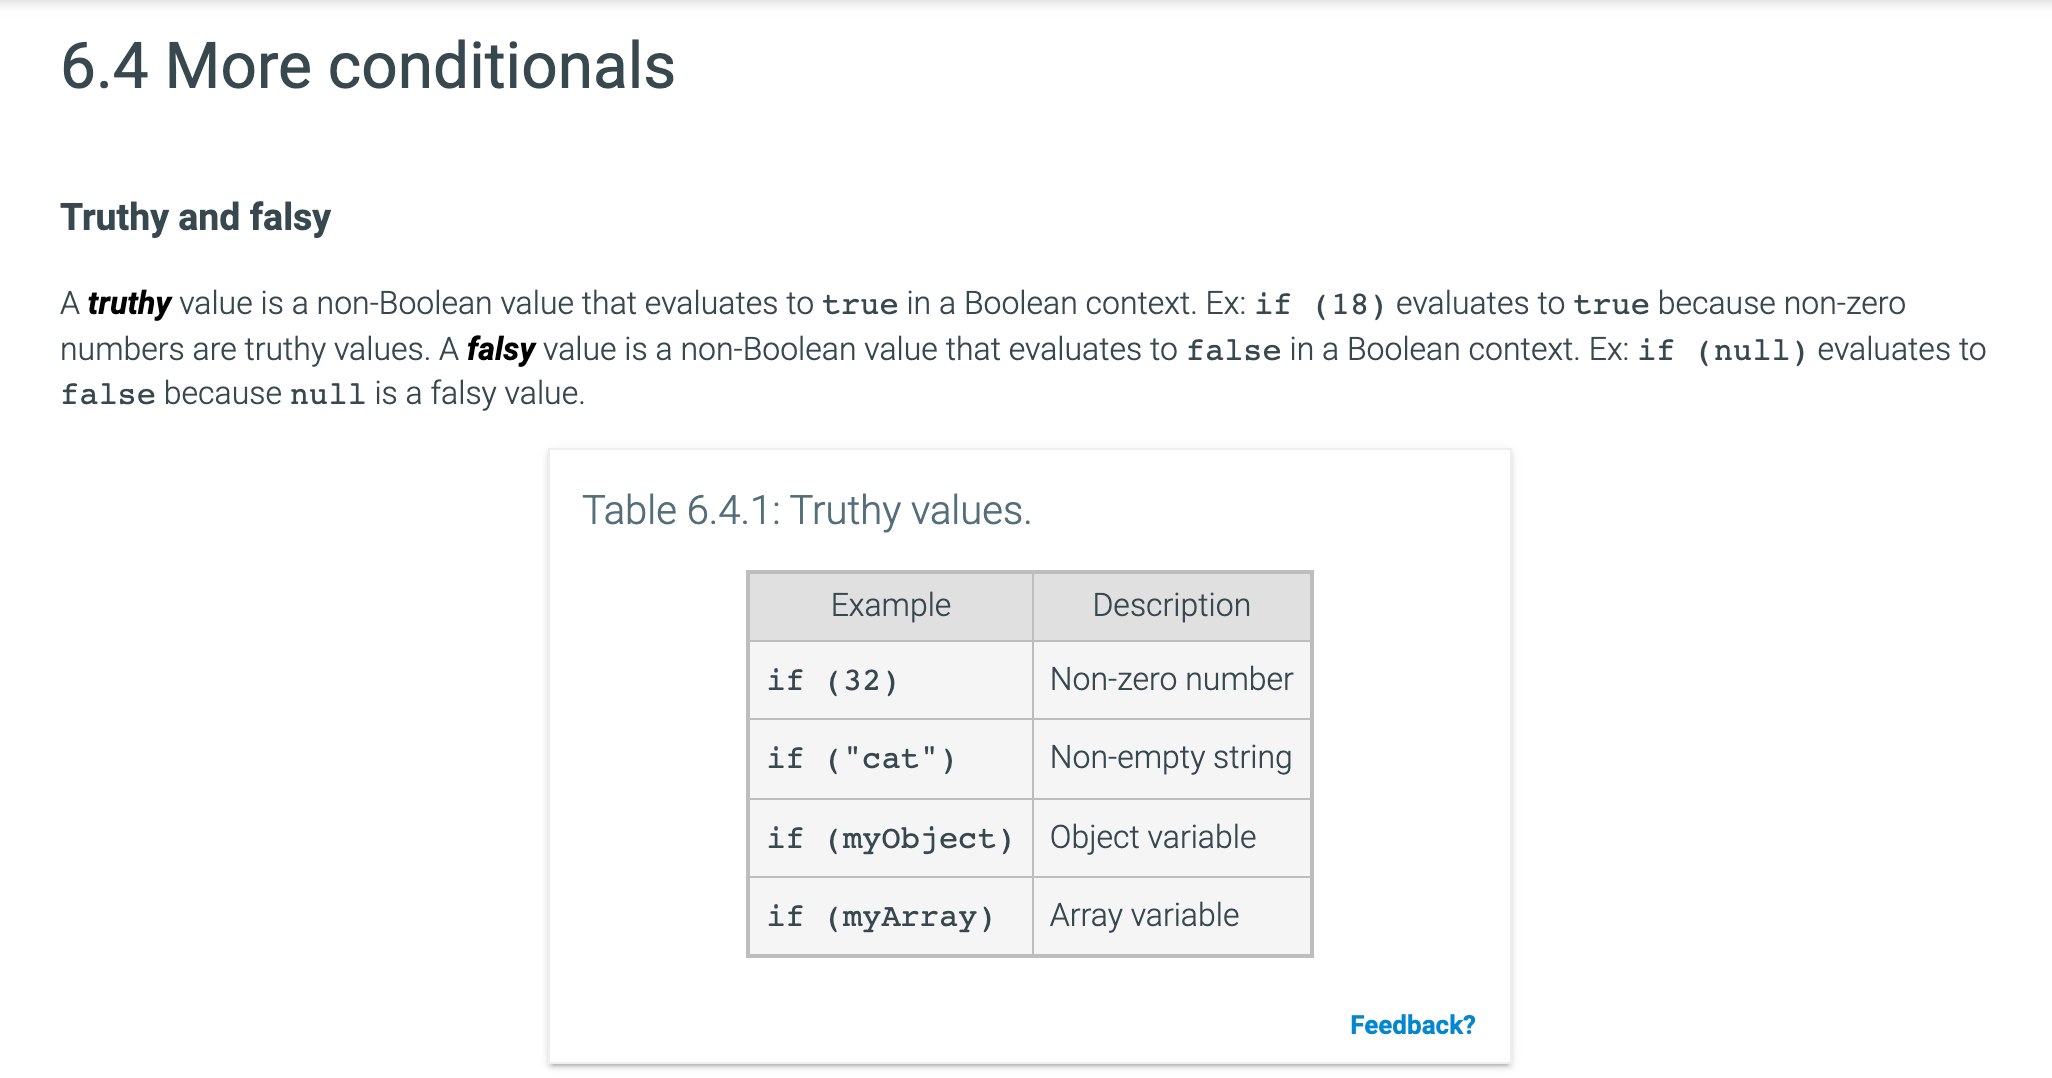 6.4 More conditionals
Truthy and falsy
A truthy value is a non-Boolean value that evaluates to true in a Boolean context. Ex: if (18) evaluates to true because non-zero
numbers are truthy values. A falsy value is a non-Boolean value that evaluates to false in a Boolean context. Ex: if (null) evaluates to
false because null is a falsy value.
Table 6.4.1: Truthy values.
Example Description
if (32) Non-zero number
if ("cat") Non-empty string
if (myObject) Object variable
if (myArray) Array variable
Feedback?